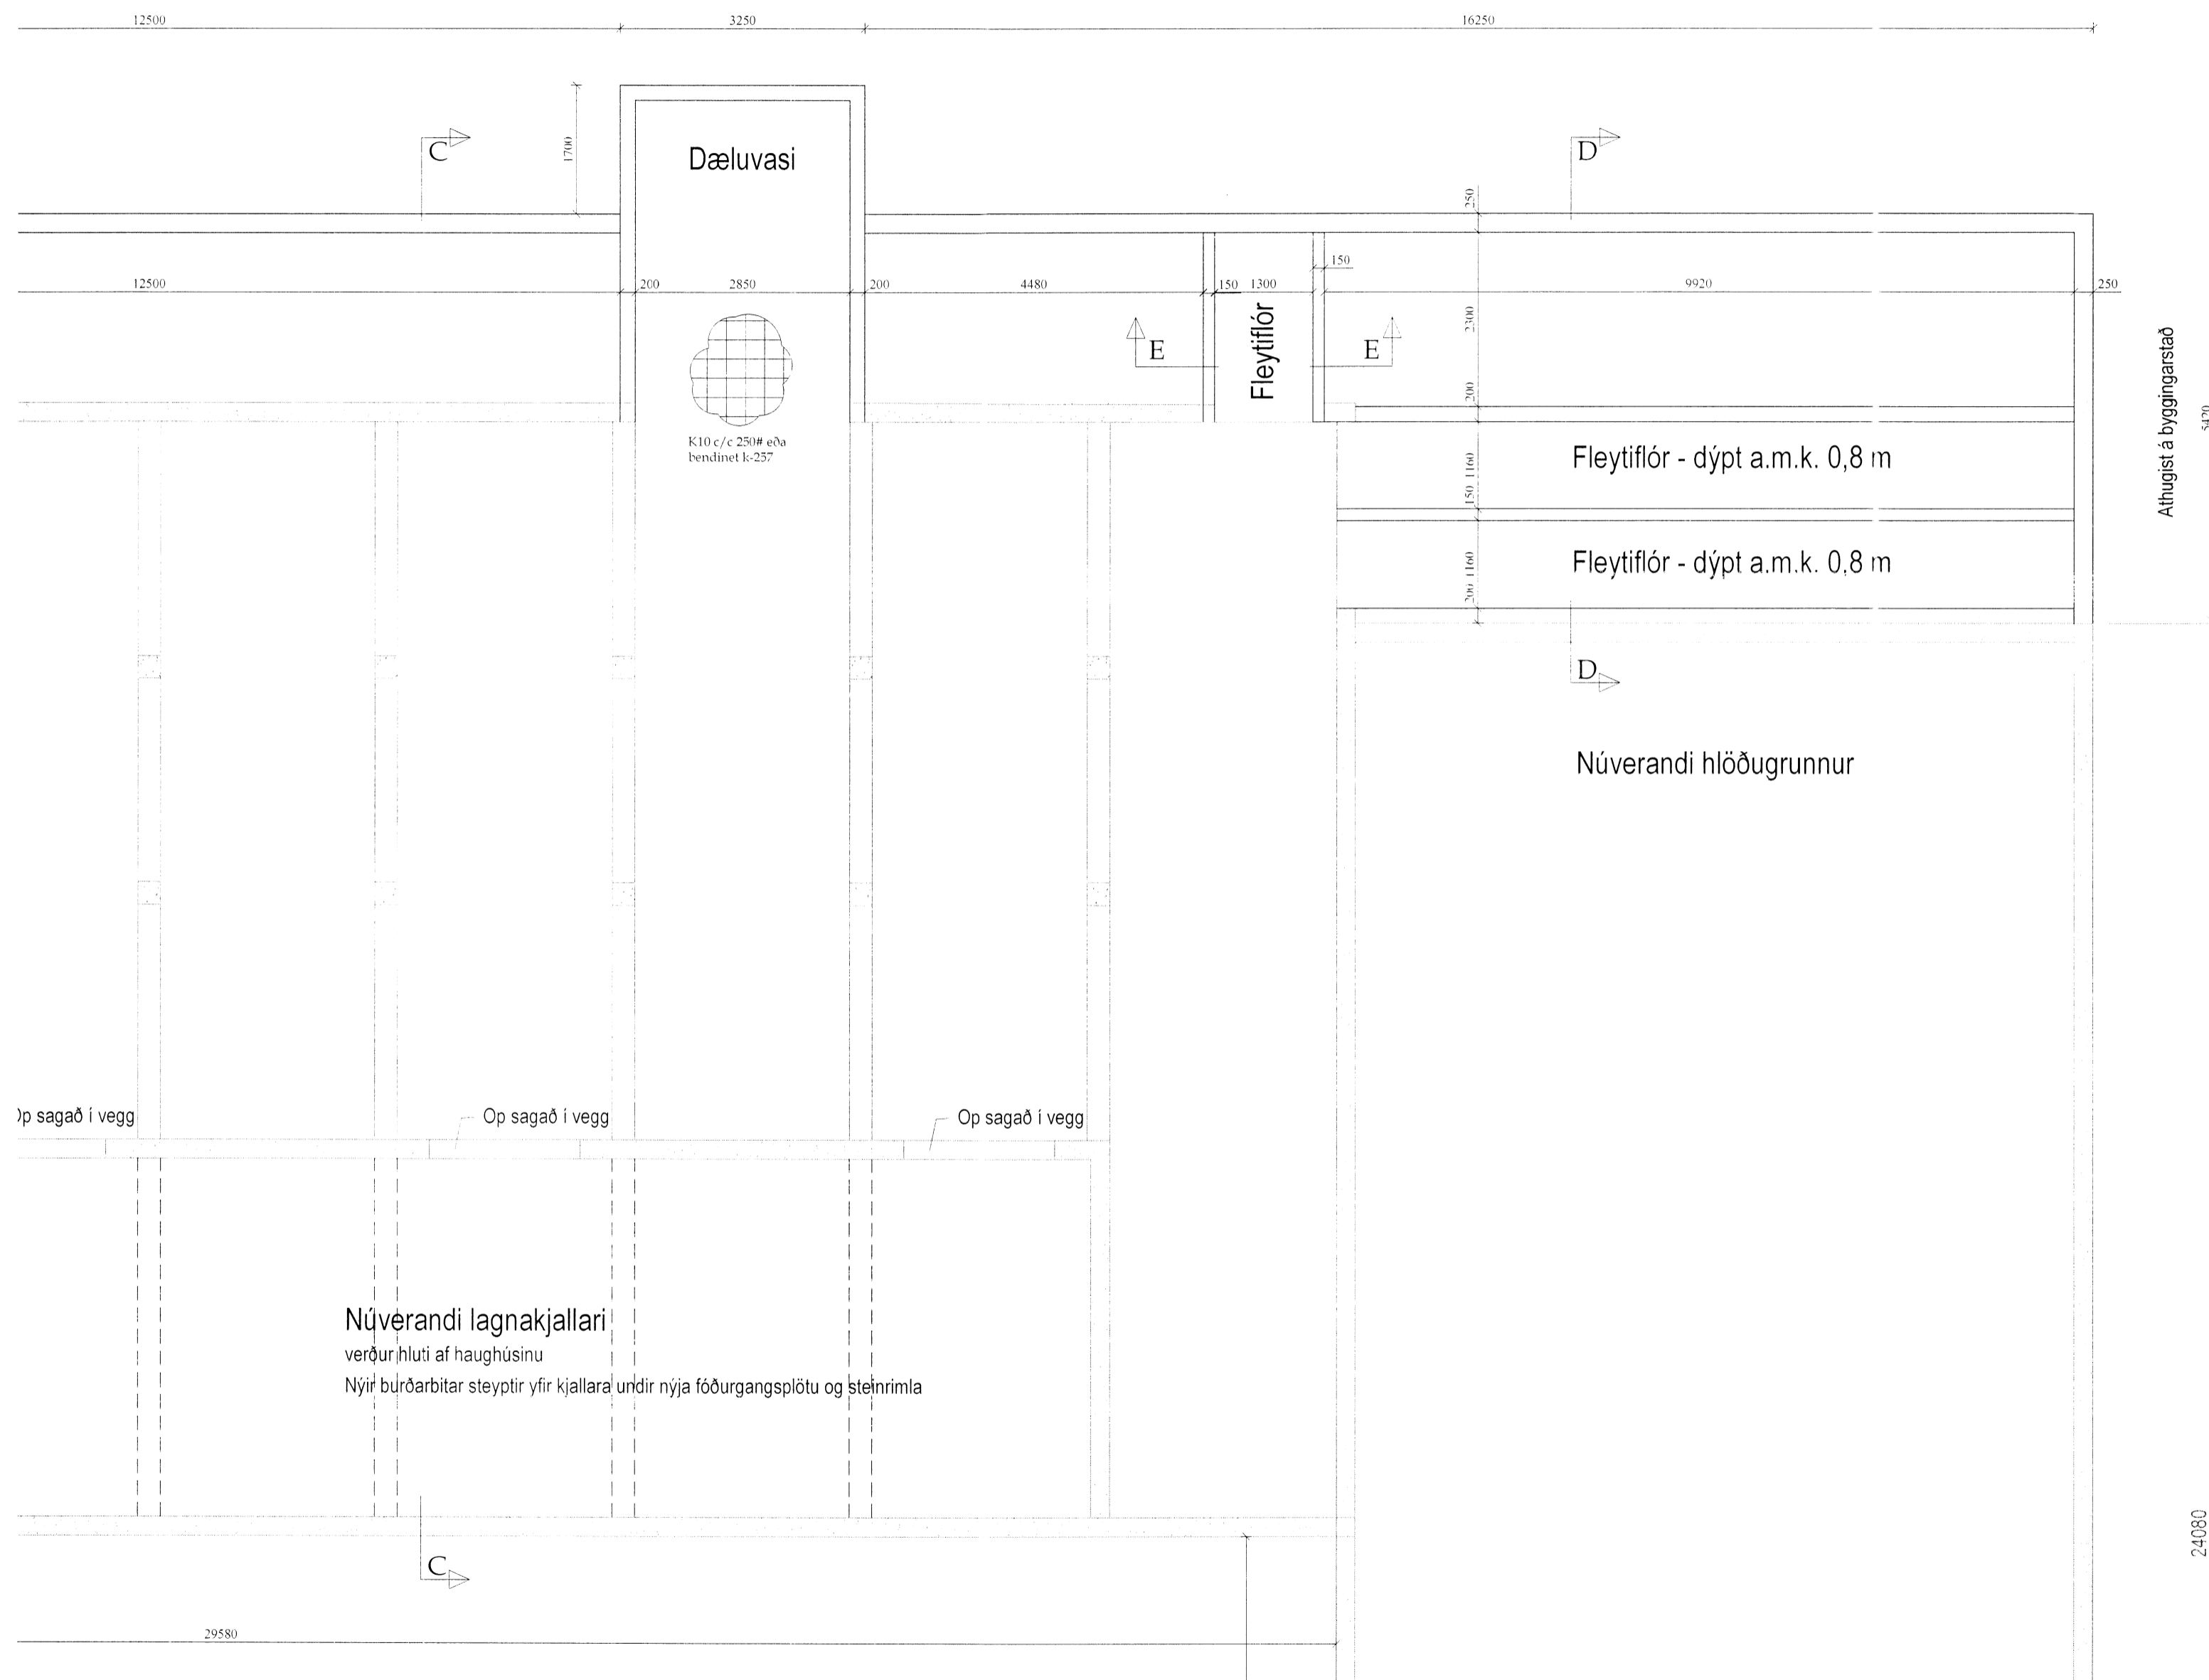 12500
3250
16250
C
1700
Dæluvasi
D
250
12500
200
2850
200
4480
150
1300
150
9920
250
2300
E
Fleytiflór
E
Athugist á byggingarstað
5420
200
K10 c/c 250# eða
bendinet k-257
1160
Fleytiflór - dýpt a.m.k. 0,8 m
150
1160
Fleytiflór - dýpt a.m.k. 0,8 m
200
D
Núverandi hlöðugrunnur
Op sagað í vegg
Op sagað í vegg
Op sagað í vegg
Núverandi lagnakjallari
verður hluti af haughúsinu
Nýir burðarbitar steyptir yfir kjallara undir nýja fóðurgangsplötu og steinrimla
24080
C
29580